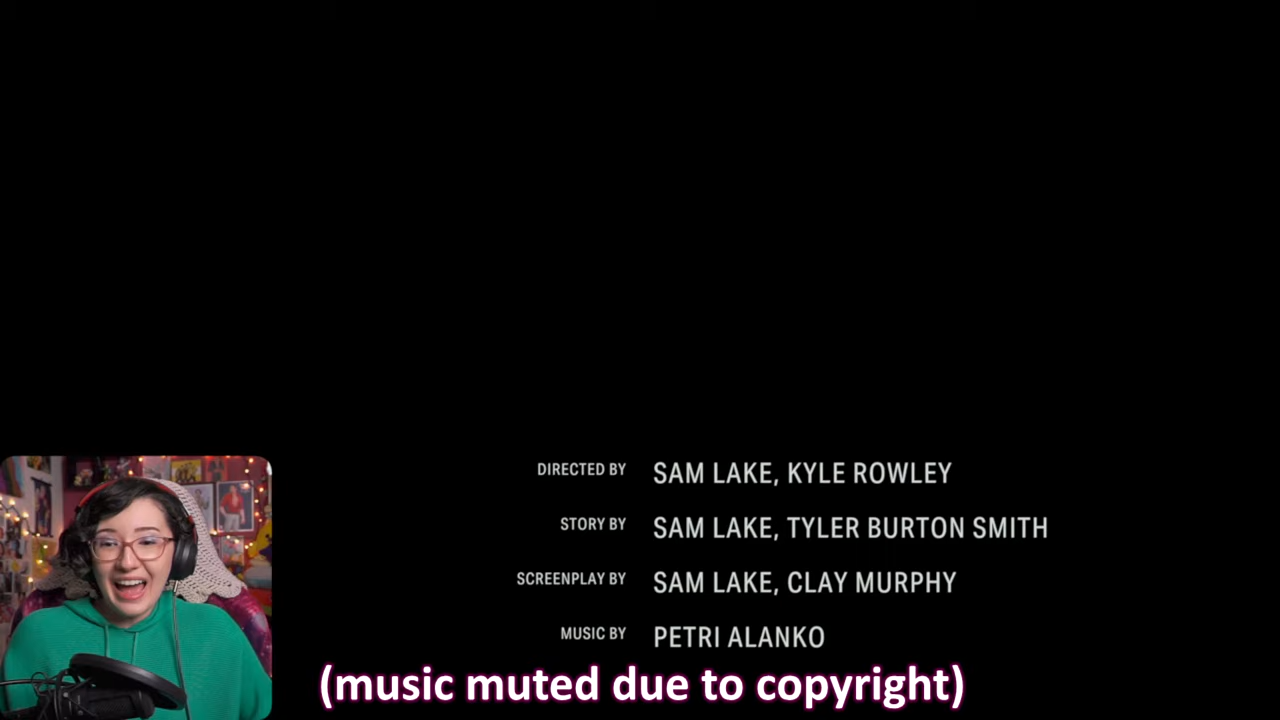 DIRECTED BY SAM LAKE, KYLE ROWLEY
STORY BY SAM LAKE, TYLER BURTON SMITH
SCREENPLAY BY SAM LAKE, CLAY MURPHY
MUSIC BY PETRI ALANKO
(music muted due to copyright)